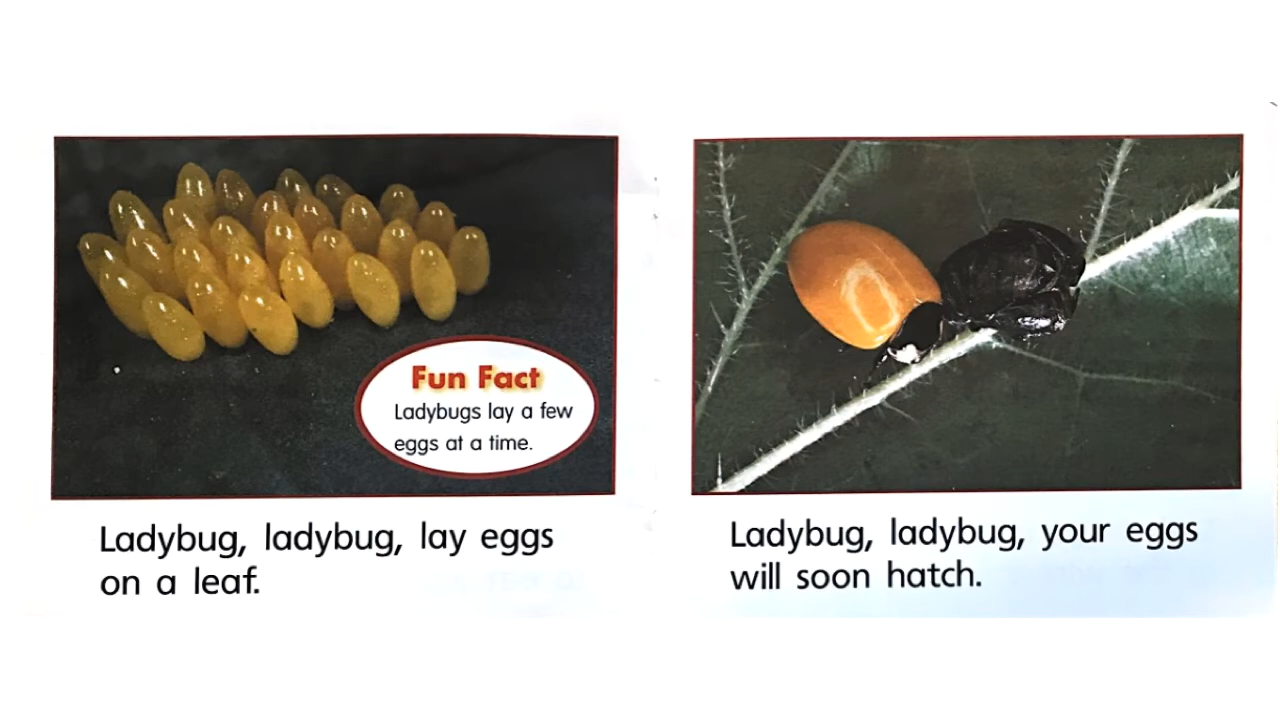 Fun Fact
Ladybugs lay a few
eggs at a time.
Ladybug, ladybug, lay eggs
on a leaf.
Ladybug, ladybug, your eggs
will soon hatch.